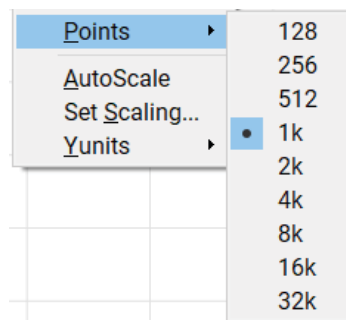 Points
AutoScale
Set Scaling...
Yunits
128
256
512
1k
2k
4k
8k
16k
32k